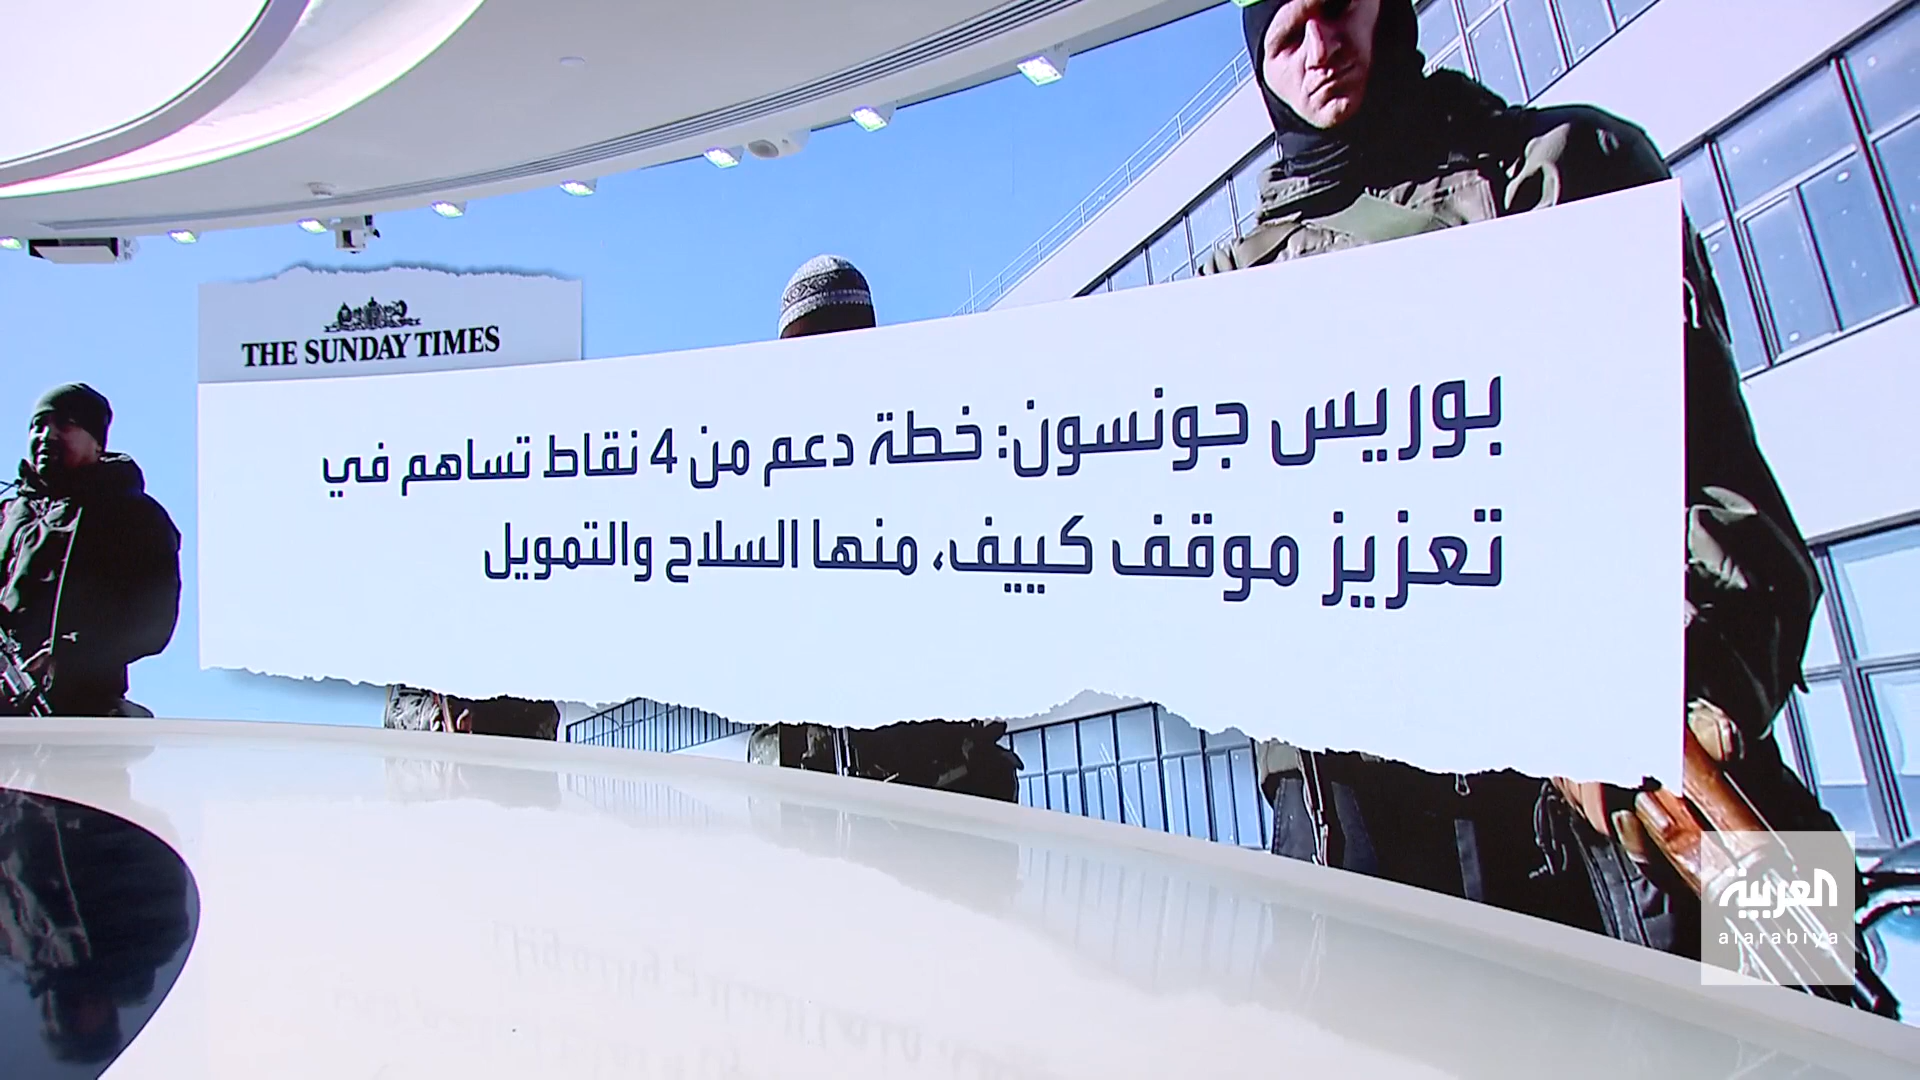 THE SUNDAY TIMES
بوريس جونسون: خطة دعم من 4 نقاط تساهم في
تعزيز موقف كييف، منها السلاح والتمويل
العربية
alarabiya